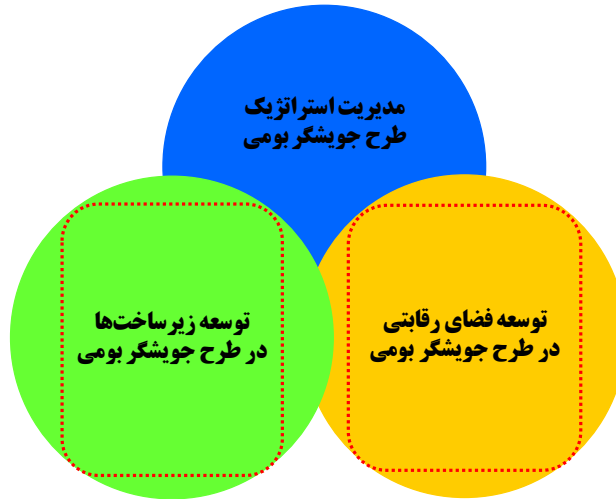 مدیریت استراتژیک
طرح جویشگر بومی
توسعه فضای رقابتی
در طرح جویشگر بومی
توسعه زیرساخت‌ها
در طرح جویشگر بومی